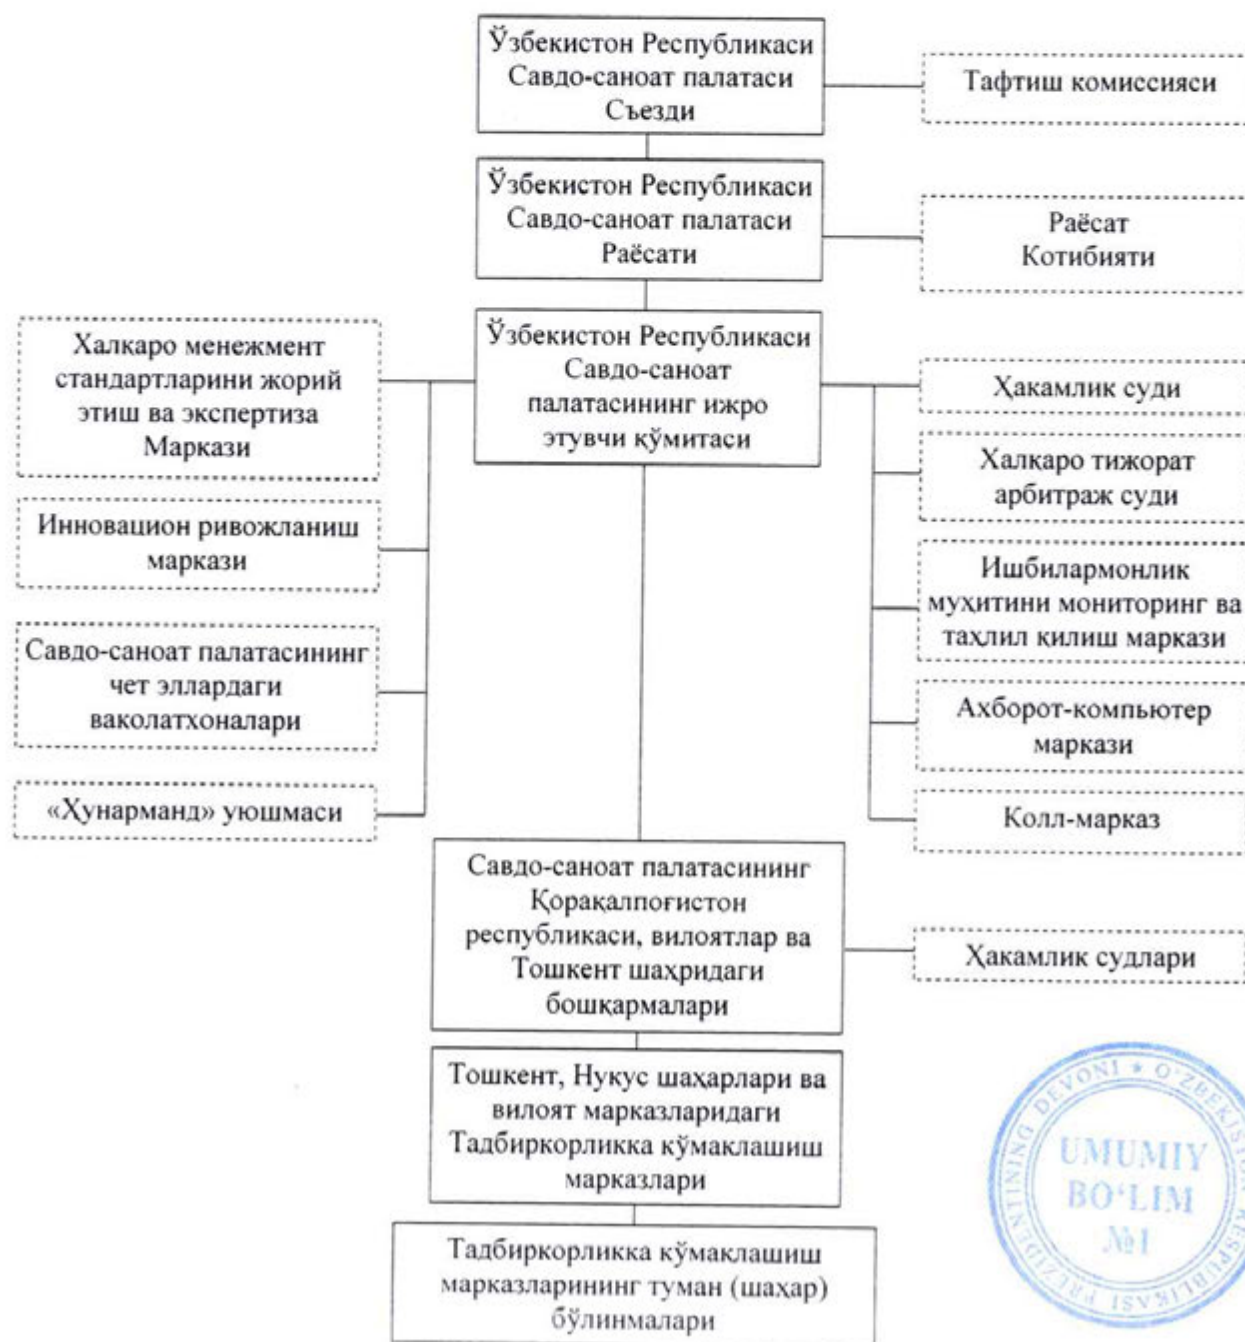 Ўзбекистон Республикаси
Савдо-саноат палатаси
Съезди
Тафтиш комиссияси
Ўзбекистон Республикаси
Савдо-саноат палатаси
Раёсати
Раёсат
Котибияти
Ўзбекистон Республикаси
Савдо-саноат
палатасининг ижро
этувчи қўмитаси
Халқаро менежмент
стандартларини жорий
этиш ва экспертиза
Маркази
Инновацион ривожланиш
маркази
Савдо-саноат палатасининг
чет эллардаги
ваколатхоналари
«Ҳунарманд» уюшмаси
Ҳакамлик суди
Халқаро тижорат
арбитраж суди
Ишбилармонлик
муҳитини мониторинг ва
таҳлил қилиш маркази
Ахборот-компьютер
маркази
Колл-марказ
Савдо-саноат палатасининг
Қорақалпоғистон
республикаси, вилоятлар ва
Тошкент шаҳридаги
бошқармалари
Ҳакамлик судлари
Тошкент, Нукус шаҳарлари ва
вилоят марказларидаги
Тадбиркорликка кўмаклашиш
марказлари
Тадбиркорликка кўмаклашиш
марказларининг туман (шаҳар)
бўлинмалари
O'ZBEKISTON RESPUBLIKASI PREZIDENTINING DEVONI ★
UMUMIY
BO'LIM
№1